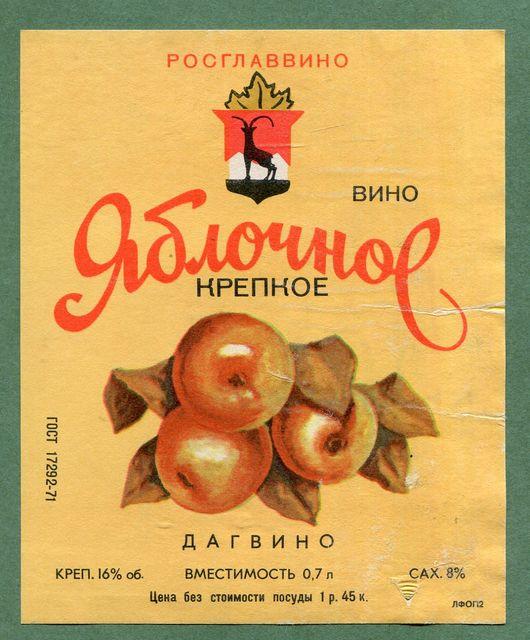 РОСГЛАВВИНО
ВИНО
Яблочное
КРЕПКОЕ
ГОСТ 17292-71
ДАГВИНО
КРЕП. 16% об. ВМЕСТИМОСТЬ 0,7 л САХ. 8%
Цена без стоимости посуды 1 р. 45 к.
ЛФОП2